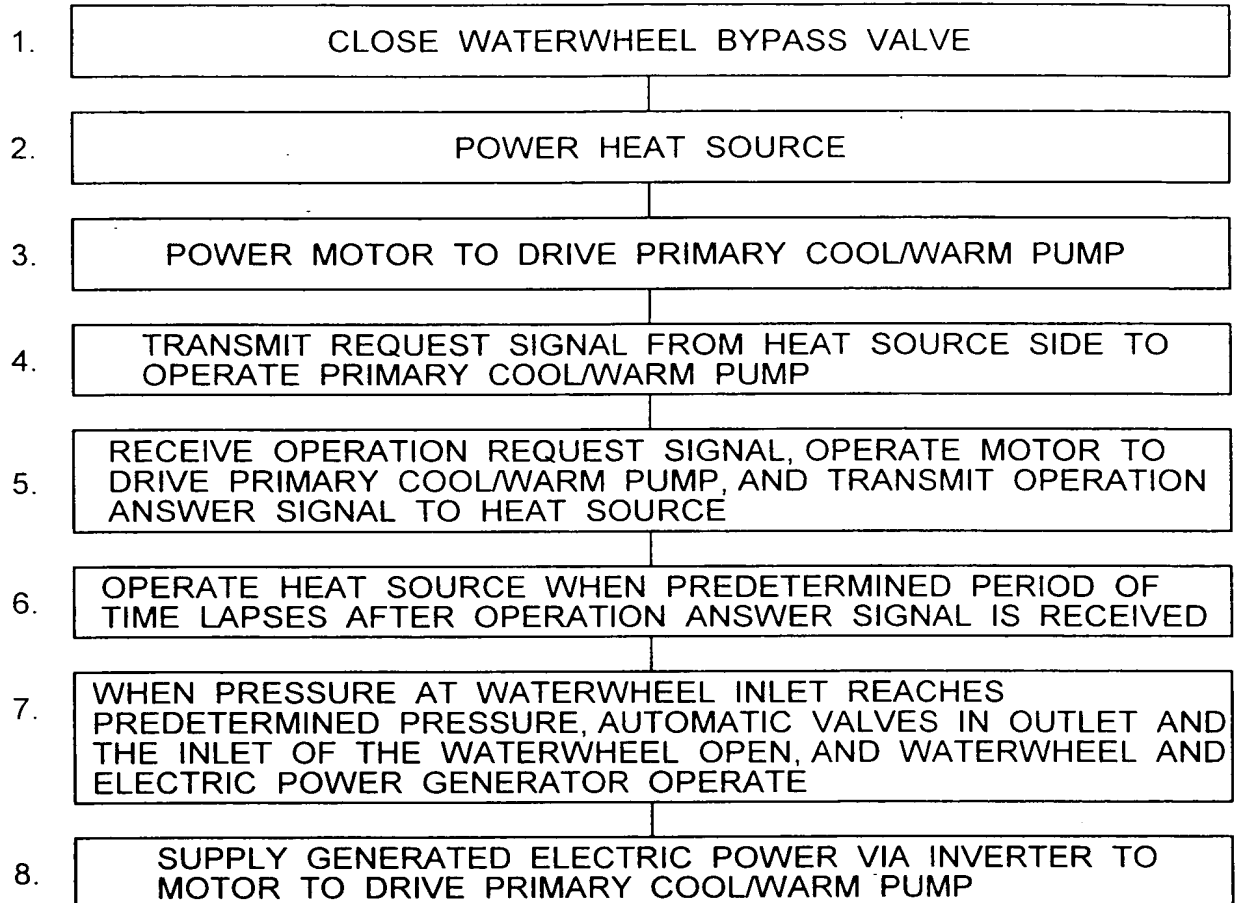 1. CLOSE WATERWHEEL BYPASS VALVE
2. POWER HEAT SOURCE
3. POWER MOTOR TO DRIVE PRIMARY COOL/WARM PUMP
4. TRANSMIT REQUEST SIGNAL FROM HEAT SOURCE SIDE TO
OPERATE PRIMARY COOL/WARM PUMP
5. RECEIVE OPERATION REQUEST SIGNAL, OPERATE MOTOR TO
DRIVE PRIMARY COOL/WARM PUMP, AND TRANSMIT OPERATION
ANSWER SIGNAL TO HEAT SOURCE
6. OPERATE HEAT SOURCE WHEN PREDETERMINED PERIOD OF
TIME LAPSES AFTER OPERATION ANSWER SIGNAL IS RECEIVED
7. WHEN PRESSURE AT WATERWHEEL INLET REACHES
PREDETERMINED PRESSURE, AUTOMATIC VALVES IN OUTLET AND
THE INLET OF THE WATERWHEEL OPEN, AND WATERWHEEL AND
ELECTRIC POWER GENERATOR OPERATE
8. SUPPLY GENERATED ELECTRIC POWER VIA INVERTER TO
MOTOR TO DRIVE PRIMARY COOL/WARM PUMP